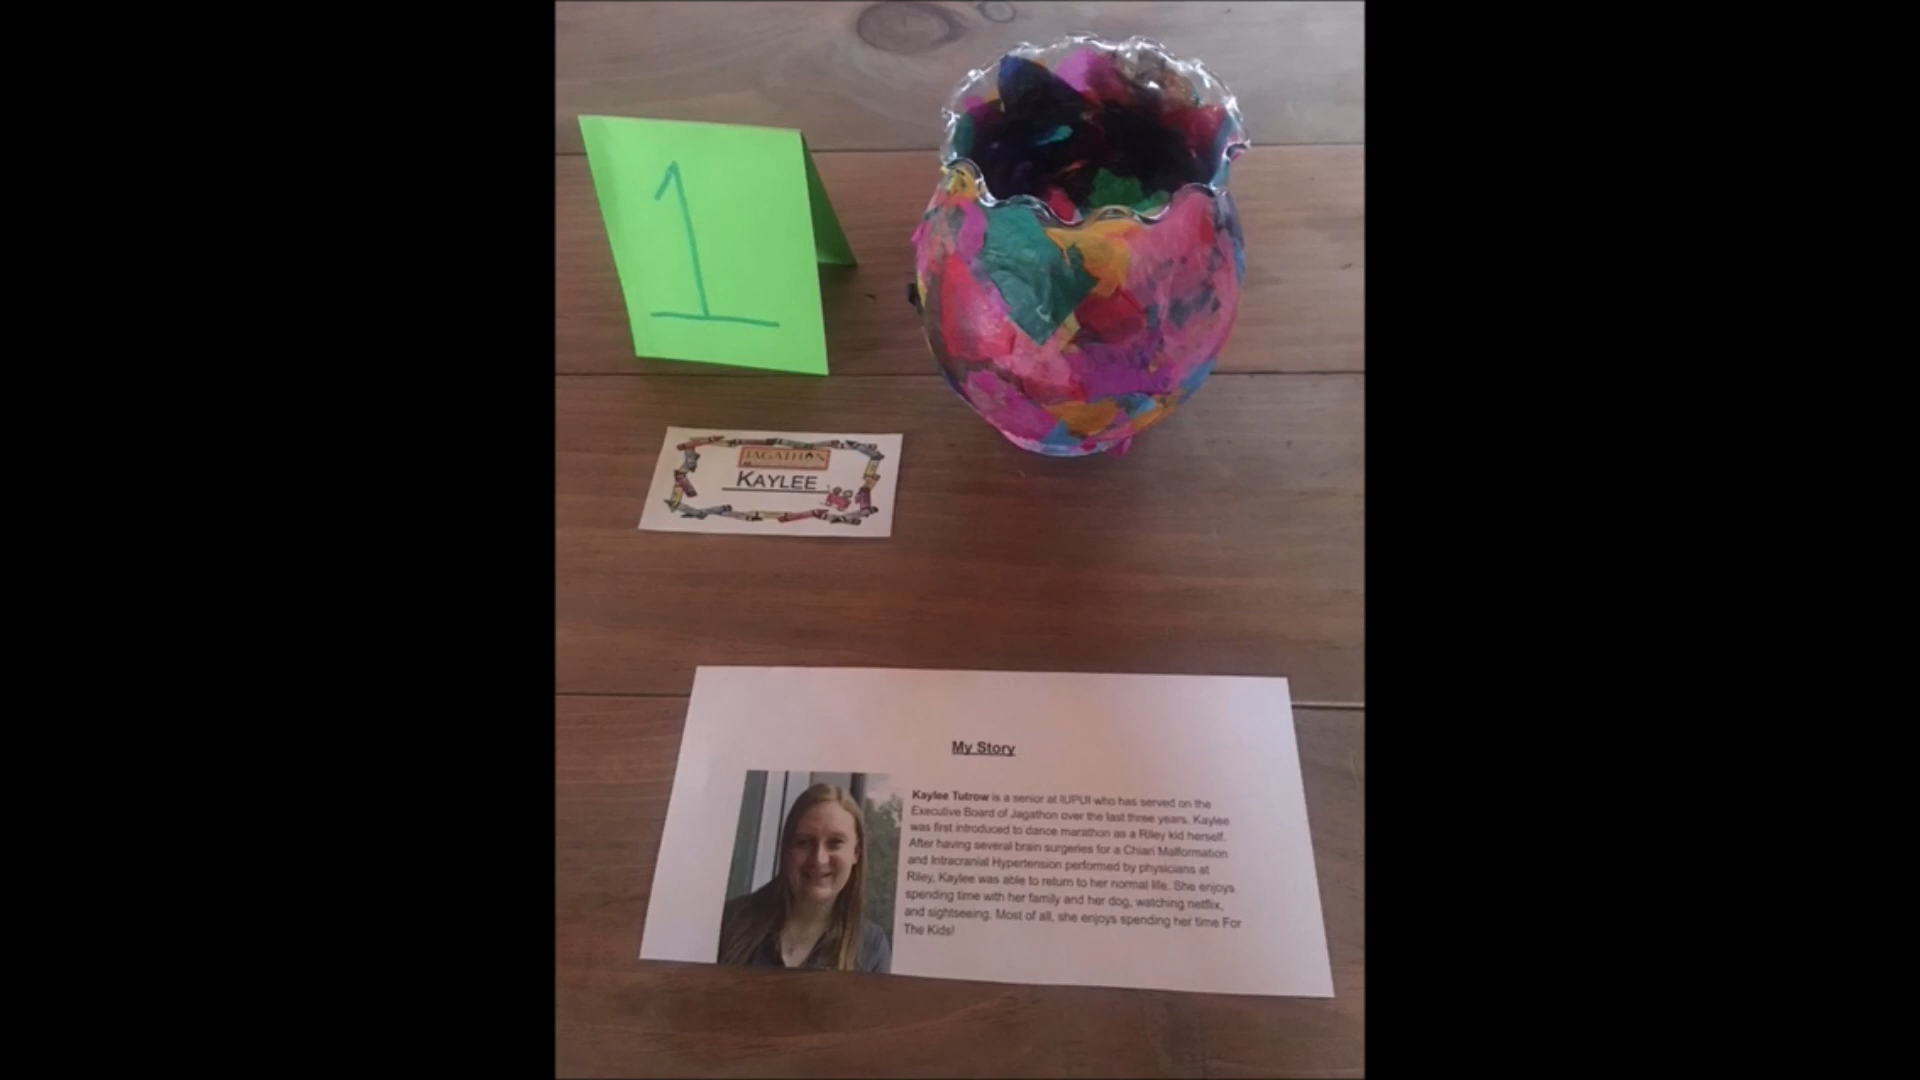 1
JAGATHON
KAYLEE
My Story
Kaylee Tutrow is a senior at IUPUI who has served on the
Executive Board of Jagathon over the last three years. Kaylee
was first introduced to dance marathon as a Riley kid herself.
After having several brain surgeries for a Chiari Malformation
and Intracranial Hypertension performed by physicians at
Riley, Kaylee was able to return to her normal life. She enjoys
spending time with her family and her dog, watching netflix,
and sightseeing. Most of all, she enjoys spending her time For
The Kids!